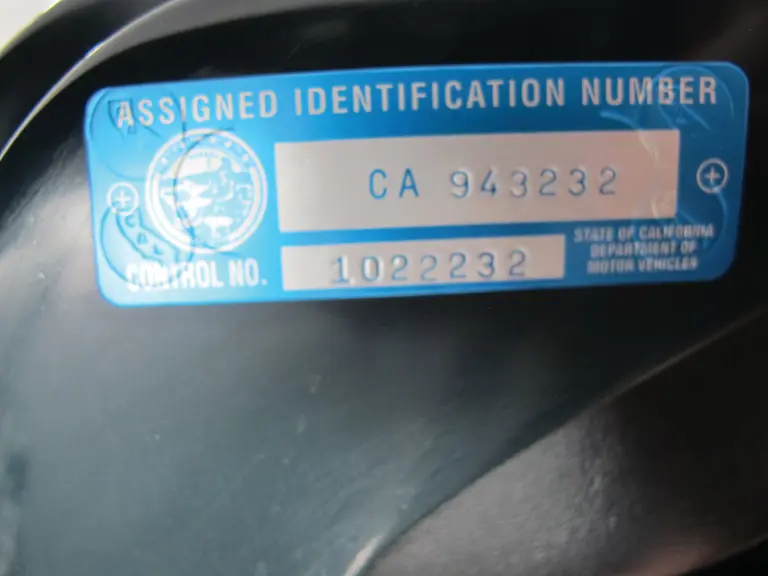 ASSIGNED IDENTIFICATION NUMBER
CA 943232
STATE OF CALIFORNIA
DEPARTMENT OF
MOTOR VEHICLES
CONTROL NO. 1022232